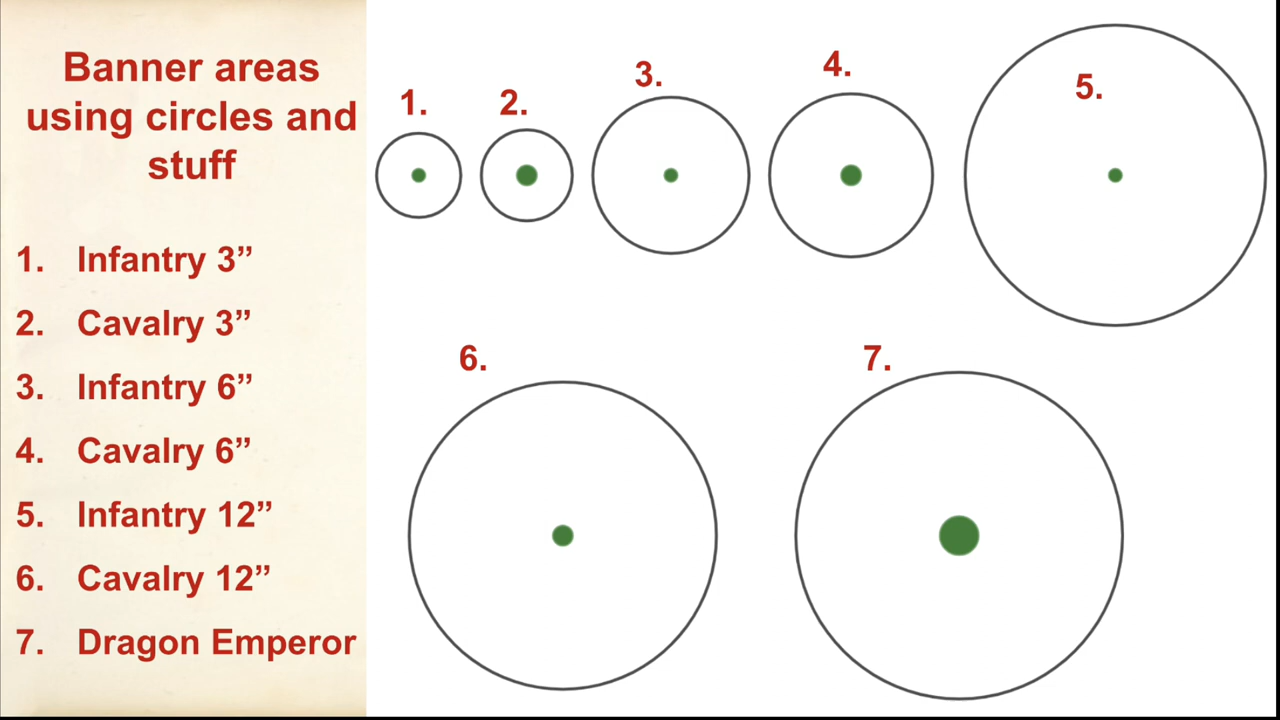 Banner areas
using circles and
stuff
1. Infantry 3”
2. Cavalry 3”
3. Infantry 6”
4. Cavalry 6”
5. Infantry 12”
6. Cavalry 12”
7. Dragon Emperor
1.
2.
3.
4.
5.
6.
7.